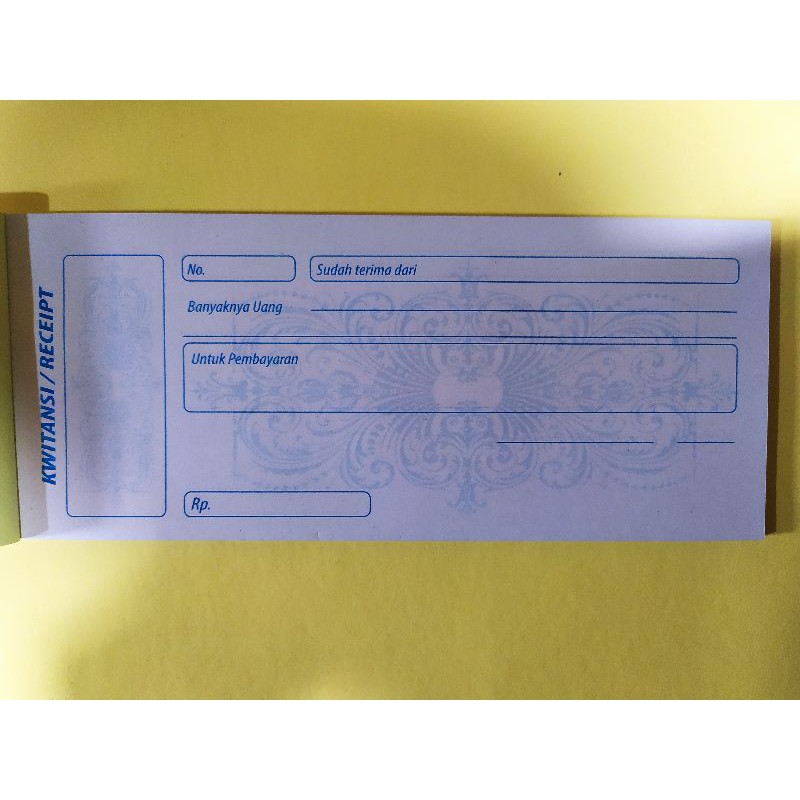 KWITANSI / RECEIPT
No.
Sudah terima dari
Banyaknya Uang
Untuk Pembayaran
Rp.